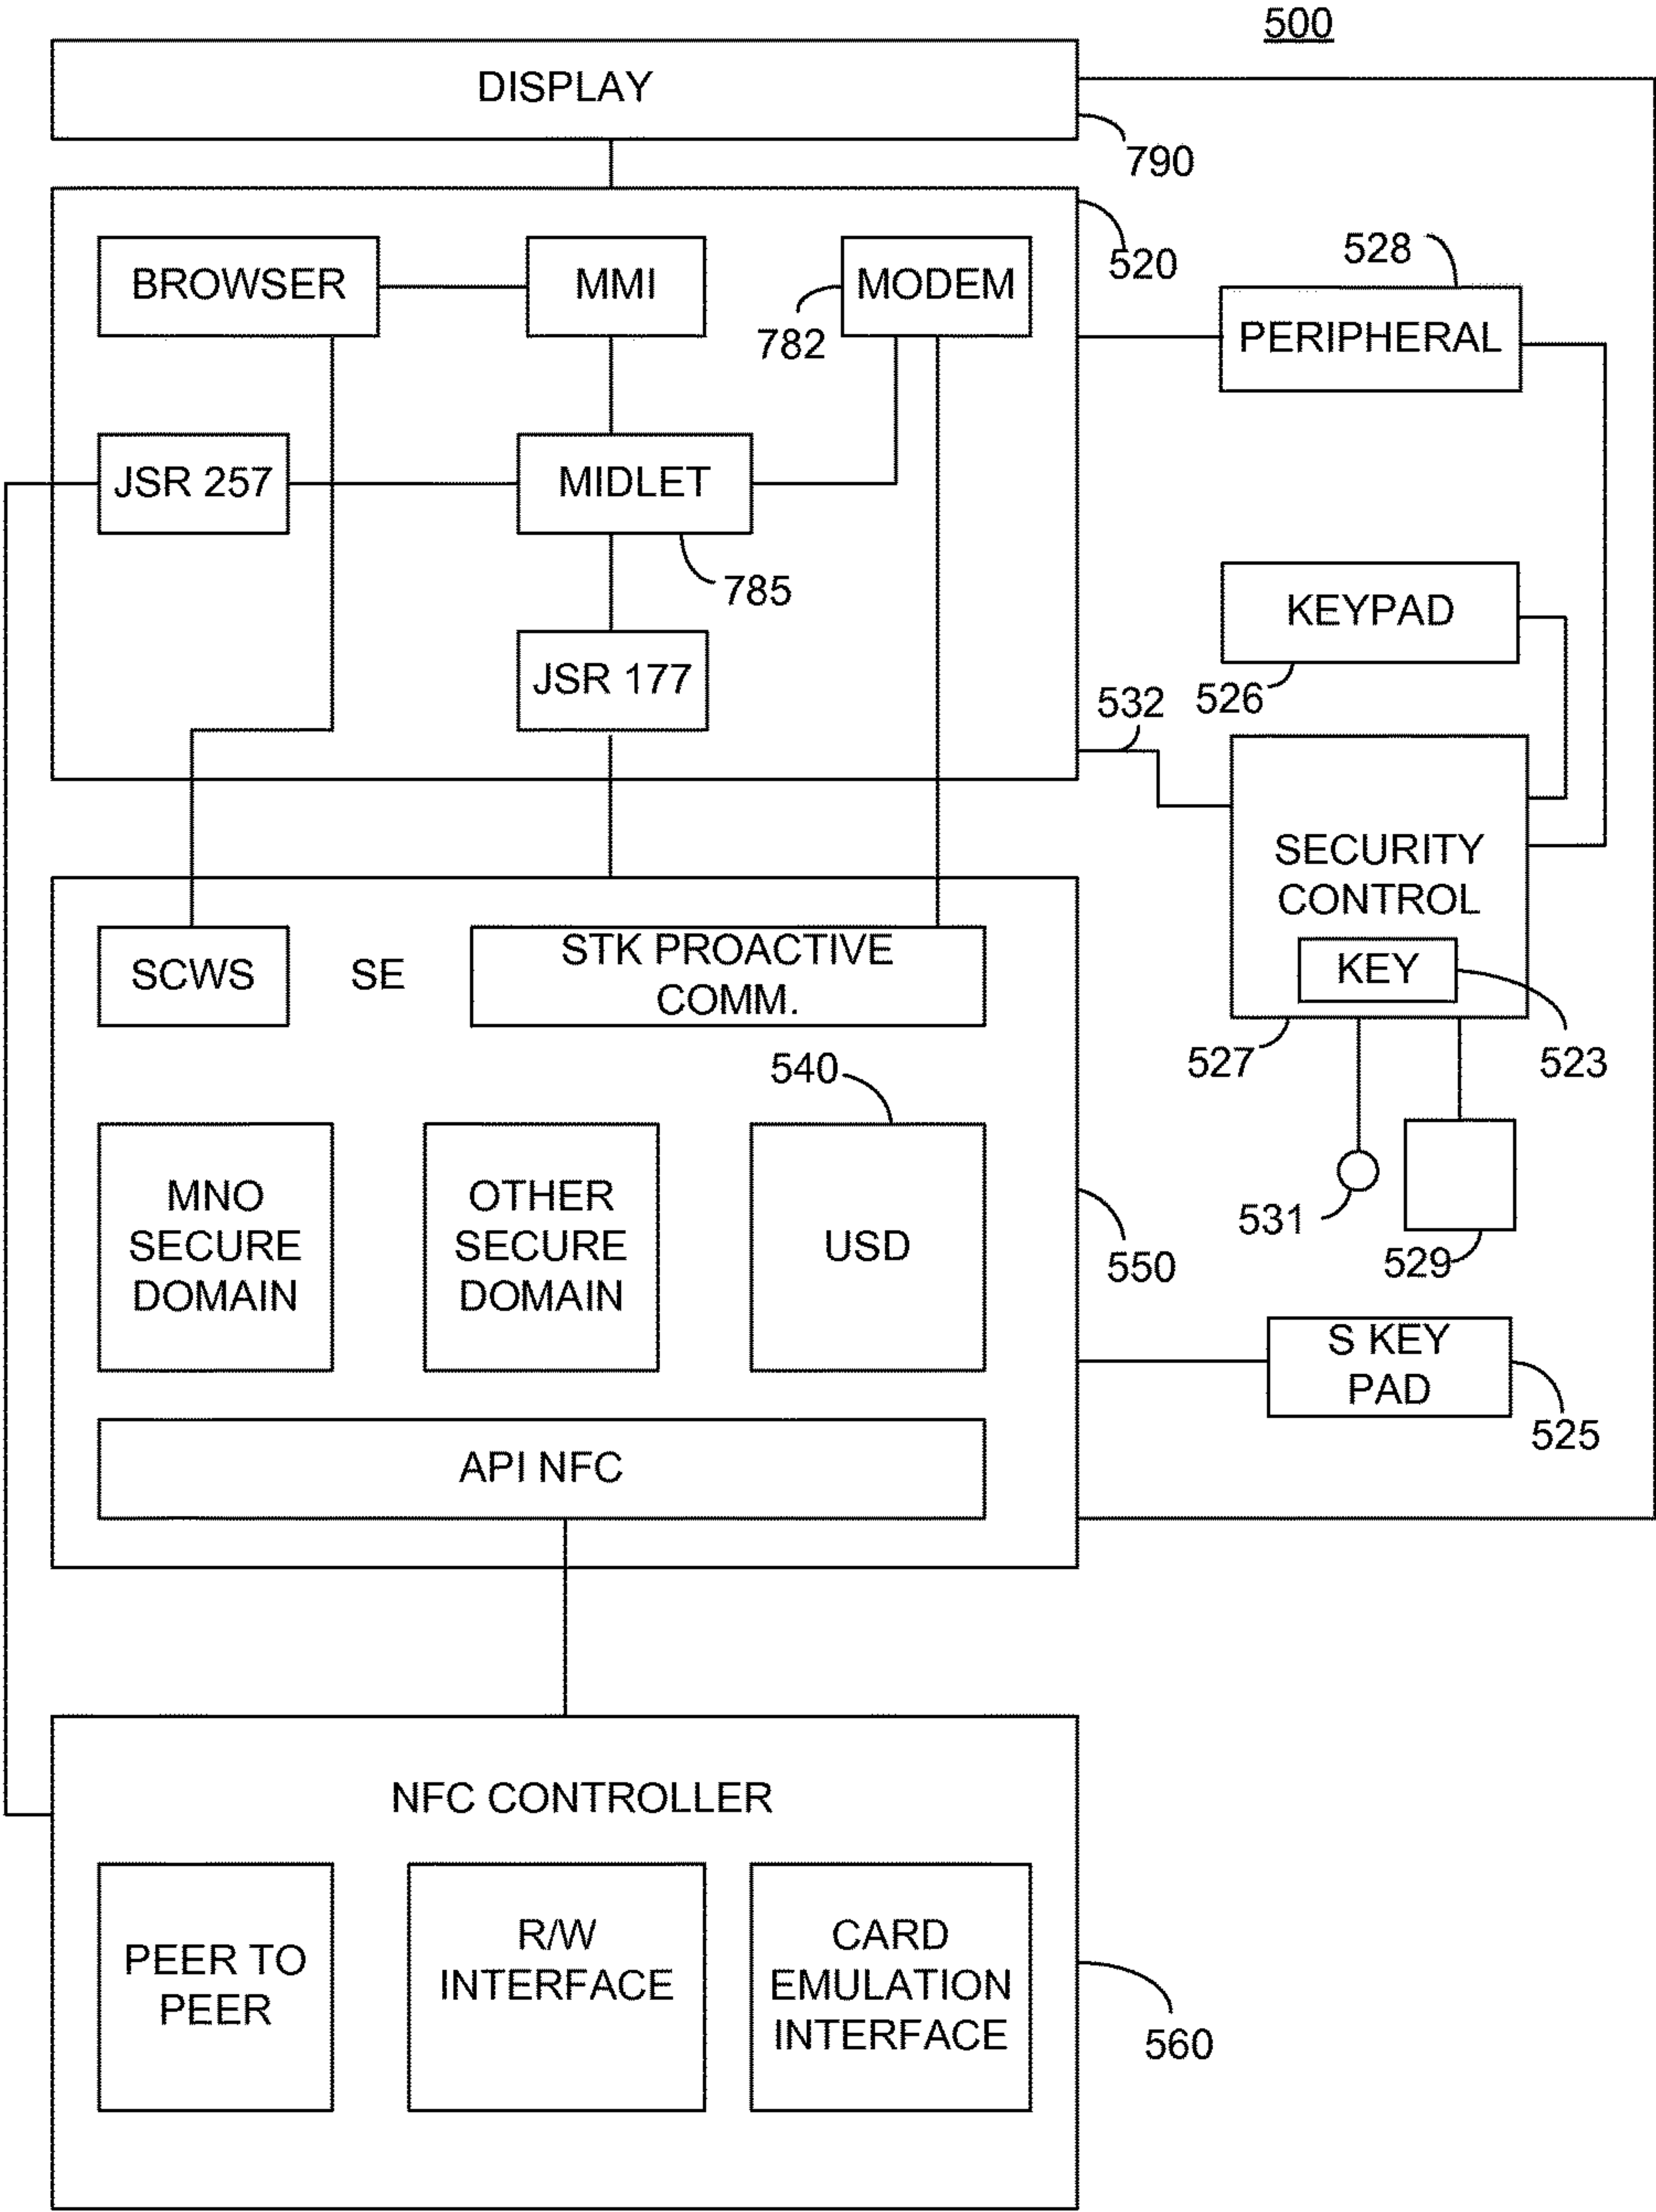 500
DISPLAY
790
520
BROWSER
MMI
MODEM
782
528
PERIPHERAL
JSR 257
MIDLET
785
KEYPAD
526
JSR 177
532
SECURITY
CONTROL
KEY
527
523
SCWS
SE
STK PROACTIVE
COMM.
540
MNO
SECURE
DOMAIN
OTHER
SECURE
DOMAIN
USD
550
531
529
S KEY
PAD
525
API NFC
NFC CONTROLLER
PEER TO
PEER
R/W
INTERFACE
CARD
EMULATION
INTERFACE
560